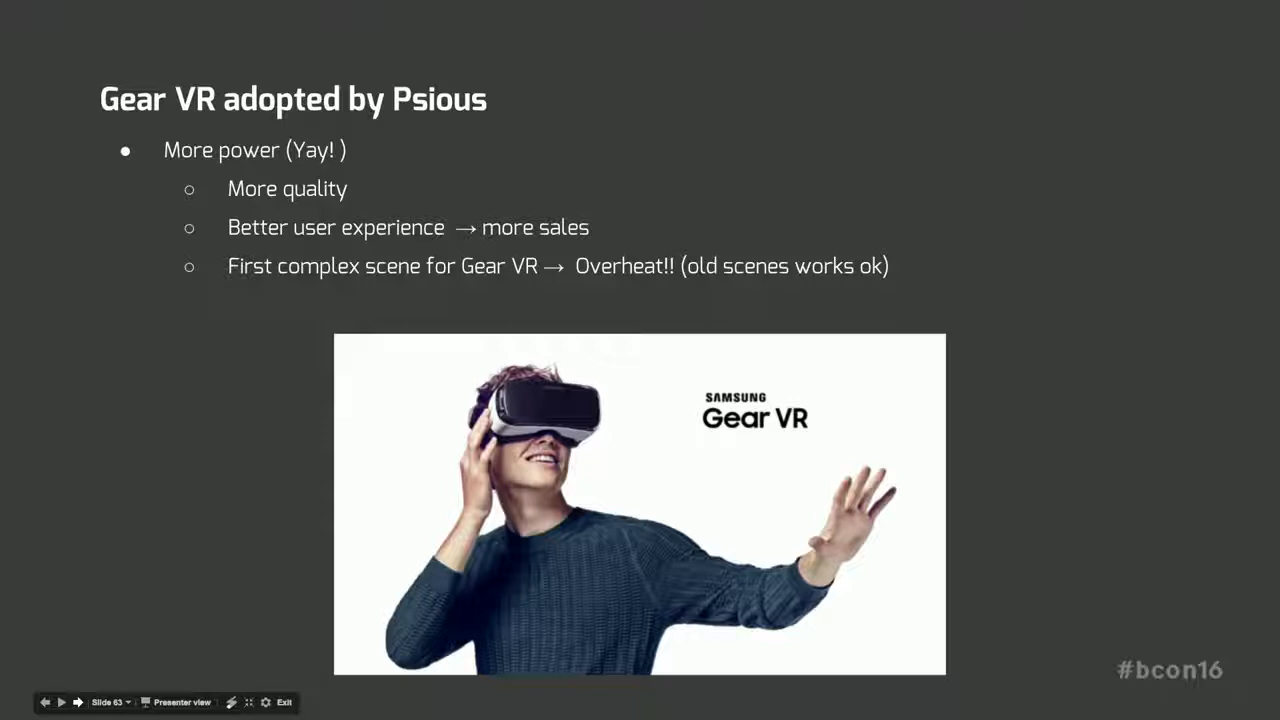 Gear VR adopted by Psious
● More power (Yay! )
○ More quality
○ Better user experience → more sales
○ First complex scene for Gear VR → Overheat!! (old scenes works ok)
SAMSUNG
Gear VR
#bcon16
Slide 63 Presenter view Exit